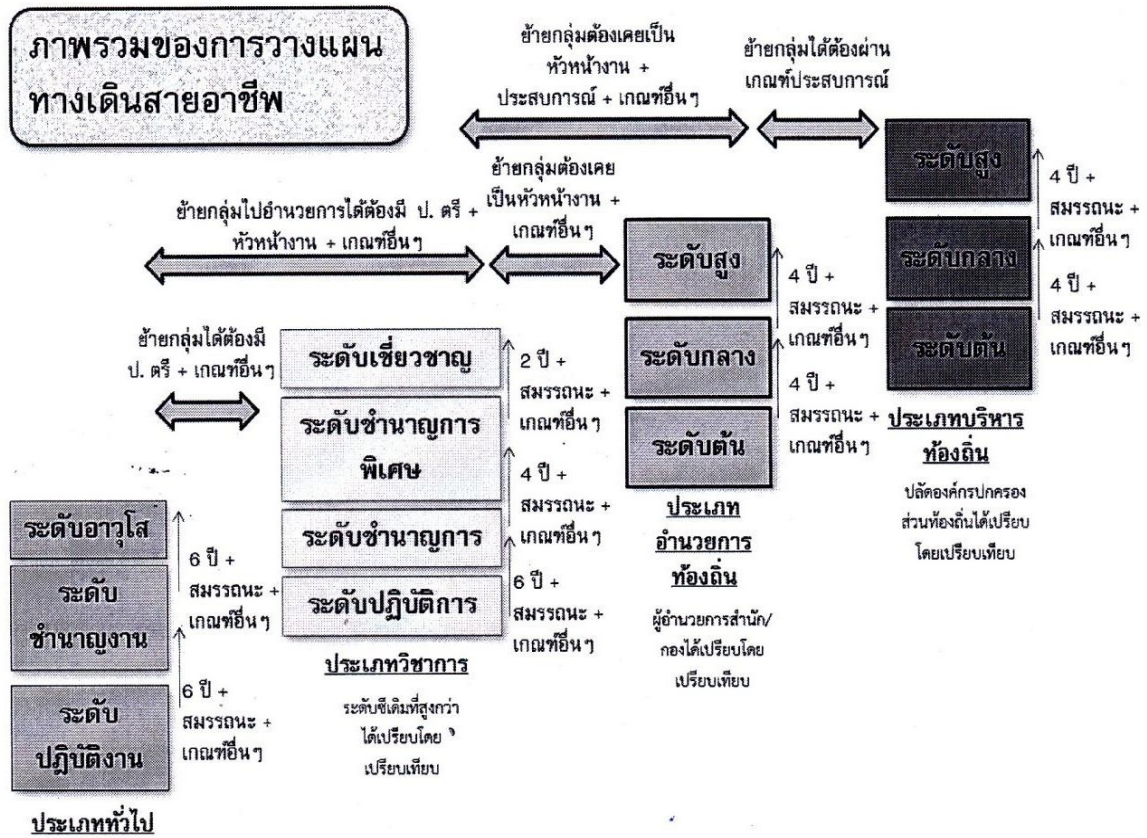 ภาพรวมของการวางแผน
ทางเดินสายอาชีพ
ย้ายกลุ่มต้องเคยเป็น
หัวหน้างาน +
ประสบการณ์ + เกณฑ์อื่นๆ
ย้ายกลุ่มได้ต้องผ่าน
เกณฑ์ประสบการณ์
ย้ายกลุ่มไปอำนวยการได้ต้องมี ป. ตรี +
หัวหน้างาน + เกณฑ์อื่นๆ
ย้ายกลุ่มต้องเคย
เป็นหัวหน้างาน +
เกณฑ์อื่นๆ
ย้ายกลุ่มได้ต้องมี
ป. ตรี + เกณฑ์อื่นๆ
ระดับอาวุโส
6 ปี +
สมรรถนะ +
เกณฑ์อื่นๆ
ระดับ
ชำนาญงาน
6 ปี +
สมรรถนะ +
เกณฑ์อื่นๆ
ระดับ
ปฎิบัติงาน
ประเภททั่วไป
ระดับเชี่ยวชาญ
2 ปี +
สมรรถนะ +
เกณฑ์อื่นๆ
ระดับชำนาญการ
พิเศษ
4 ปี +
สมรรถนะ +
เกณฑ์อื่นๆ
ระดับชำนาญการ
6 ปี +
สมรรถนะ +
เกณฑ์อื่นๆ
ระดับปฎิบัติการ
ประเภทวิชาการ
ระดับซีเดิมที่สูงกว่า
ได้เปรียบโดย
เปรียบเทียบ
ระดับสูง
4 ปี +
สมรรถนะ +
เกณฑ์อื่นๆ
ระดับกลาง
4 ปี +
สมรรถนะ +
เกณฑ์อื่นๆ
ระดับต้น
ประเภท
อำนวยการ
ท้องถิ่น
ผู้อำนวยการสำนัก/
กองได้เปรียบโดย
เปรียบเทียบ
ระดับสูง
4 ปี +
สมรรถนะ +
เกณฑ์อื่นๆ
ระดับกลาง
4 ปี +
สมรรถนะ +
เกณฑ์อื่นๆ
ระดับต้น
ประเภทบริหาร
ท้องถิ่น
ปลัดองค์กรปกครอง
ส่วนท้องถิ่นได้เปรียบ
โดยเปรียบเทียบ